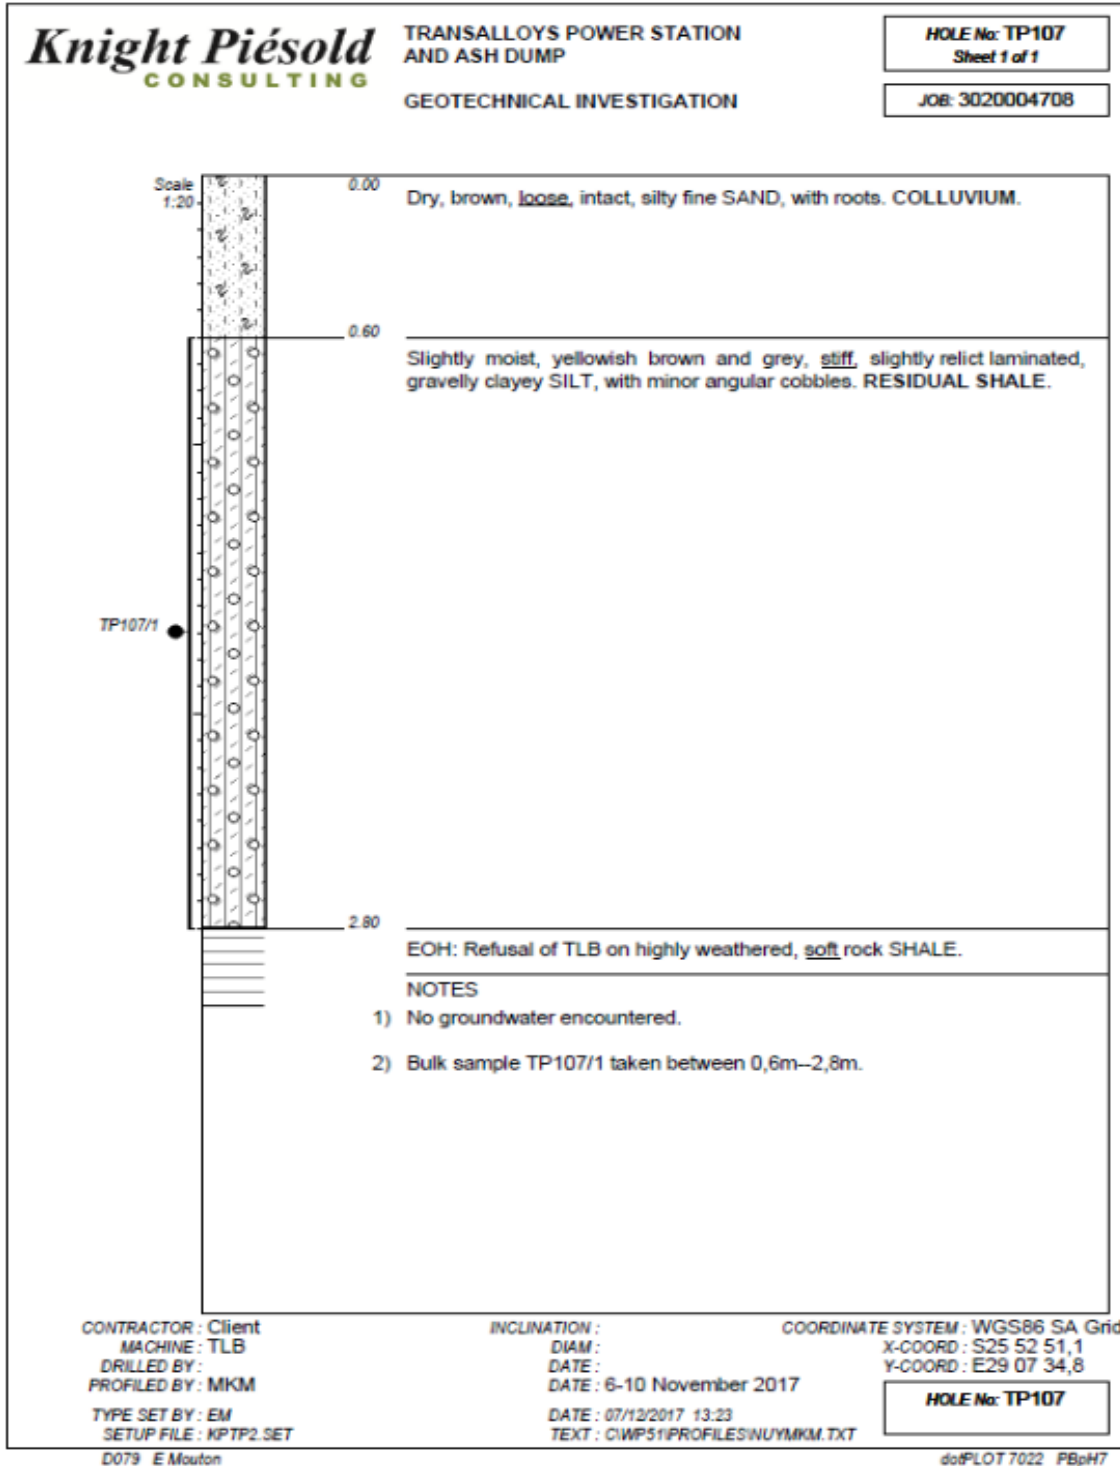 Knight Piésold
CONSULTING
TRANSALLOYS POWER STATION
AND ASH DUMP
GEOTECHNICAL INVESTIGATION
HOLE No: TP107
Sheet 1 of 1
JOB: 3020004708
Scale
1:20
0.00
Dry, brown, loose, intact, silty fine SAND, with roots. COLLUVIUM.
0.60
Slightly moist, yellowish brown and grey, stiff, slightly relict laminated,
gravelly clayey SILT, with minor angular cobbles. RESIDUAL SHALE.
TP107/1
2.80
EOH: Refusal of TLB on highly weathered, soft rock SHALE.
NOTES
1) No groundwater encountered.
2) Bulk sample TP107/1 taken between 0,6m--2,8m.
CONTRACTOR : Client
MACHINE : TLB
DRILLED BY :
PROFILED BY : MKM
TYPE SET BY : EM
SETUP FILE : KPTP2.SET
INCLINATION :
DIAM :
DATE :
DATE : 6-10 November 2017
DATE : 07/12/2017 13:23
TEXT : C:\WP51\PROFILES\NUYMKM.TXT
COORDINATE SYSTEM : WGS86 SA Grid
X-COORD : S25 52 51,1
Y-COORD : E29 07 34,8
HOLE No: TP107
D079 E Mouton
dotPLOT 7022 PBpH7